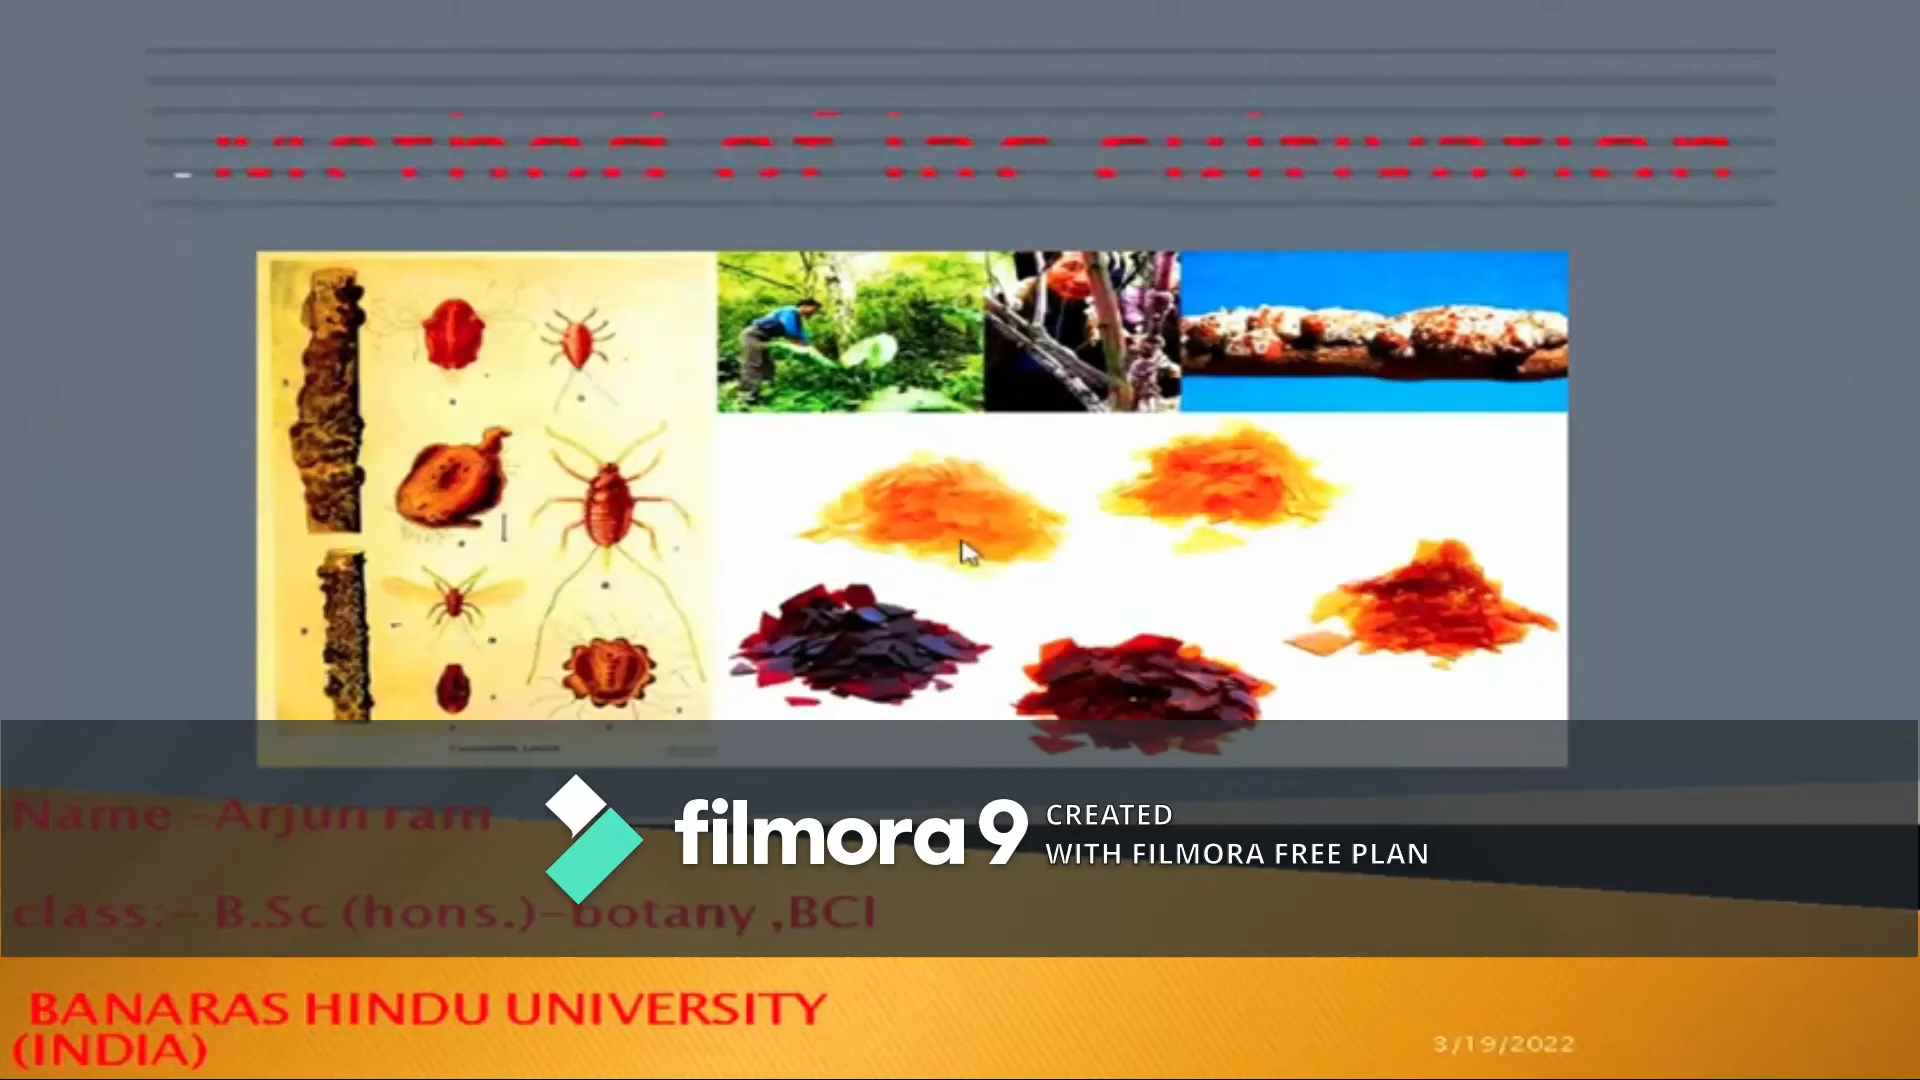 Name -Arjun ram
filmora9
CREATED
WITH FILMORA FREE PLAN
class:- B.Sc (hons.)-botany ,BCI
BANARAS HINDU UNIVERSITY
(INDIA)
3/19/2022